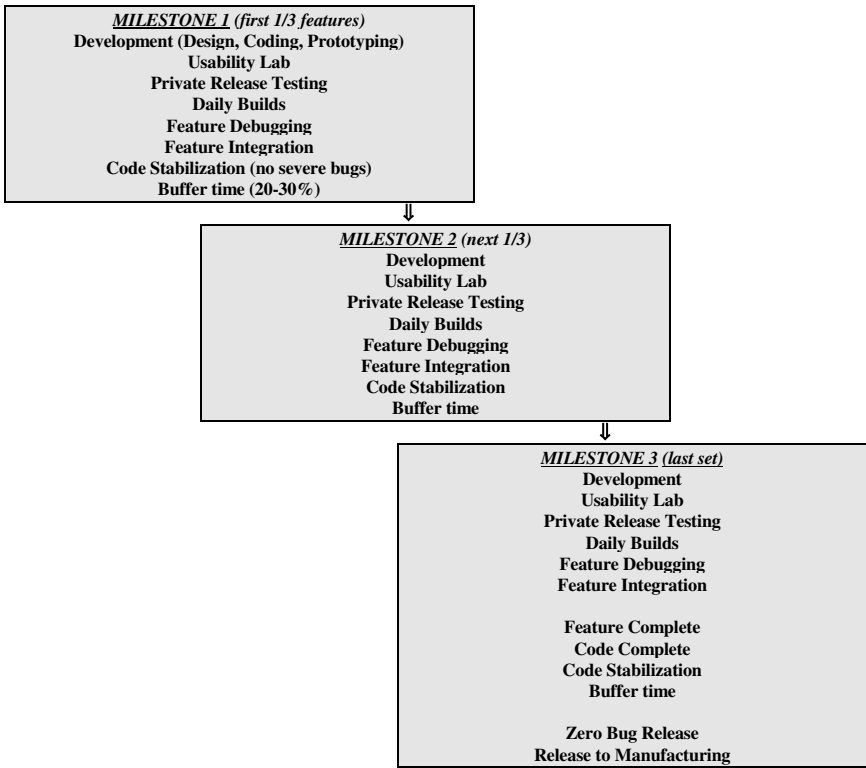 MILESTONE 1 (first 1/3 features)
Development (Design, Coding, Prototyping)
Usability Lab
Private Release Testing
Daily Builds
Feature Debugging
Feature Integration
Code Stabilization (no severe bugs)
Buffer time (20-30%)
⇓
MILESTONE 2 (next 1/3)
Development
Usability Lab
Private Release Testing
Daily Builds
Feature Debugging
Feature Integration
Code Stabilization
Buffer time
⇓
MILESTONE 3 (last set)
Development
Usability Lab
Private Release Testing
Daily Builds
Feature Debugging
Feature Integration
Feature Complete
Code Complete
Code Stabilization
Buffer time
Zero Bug Release
Release to Manufacturing